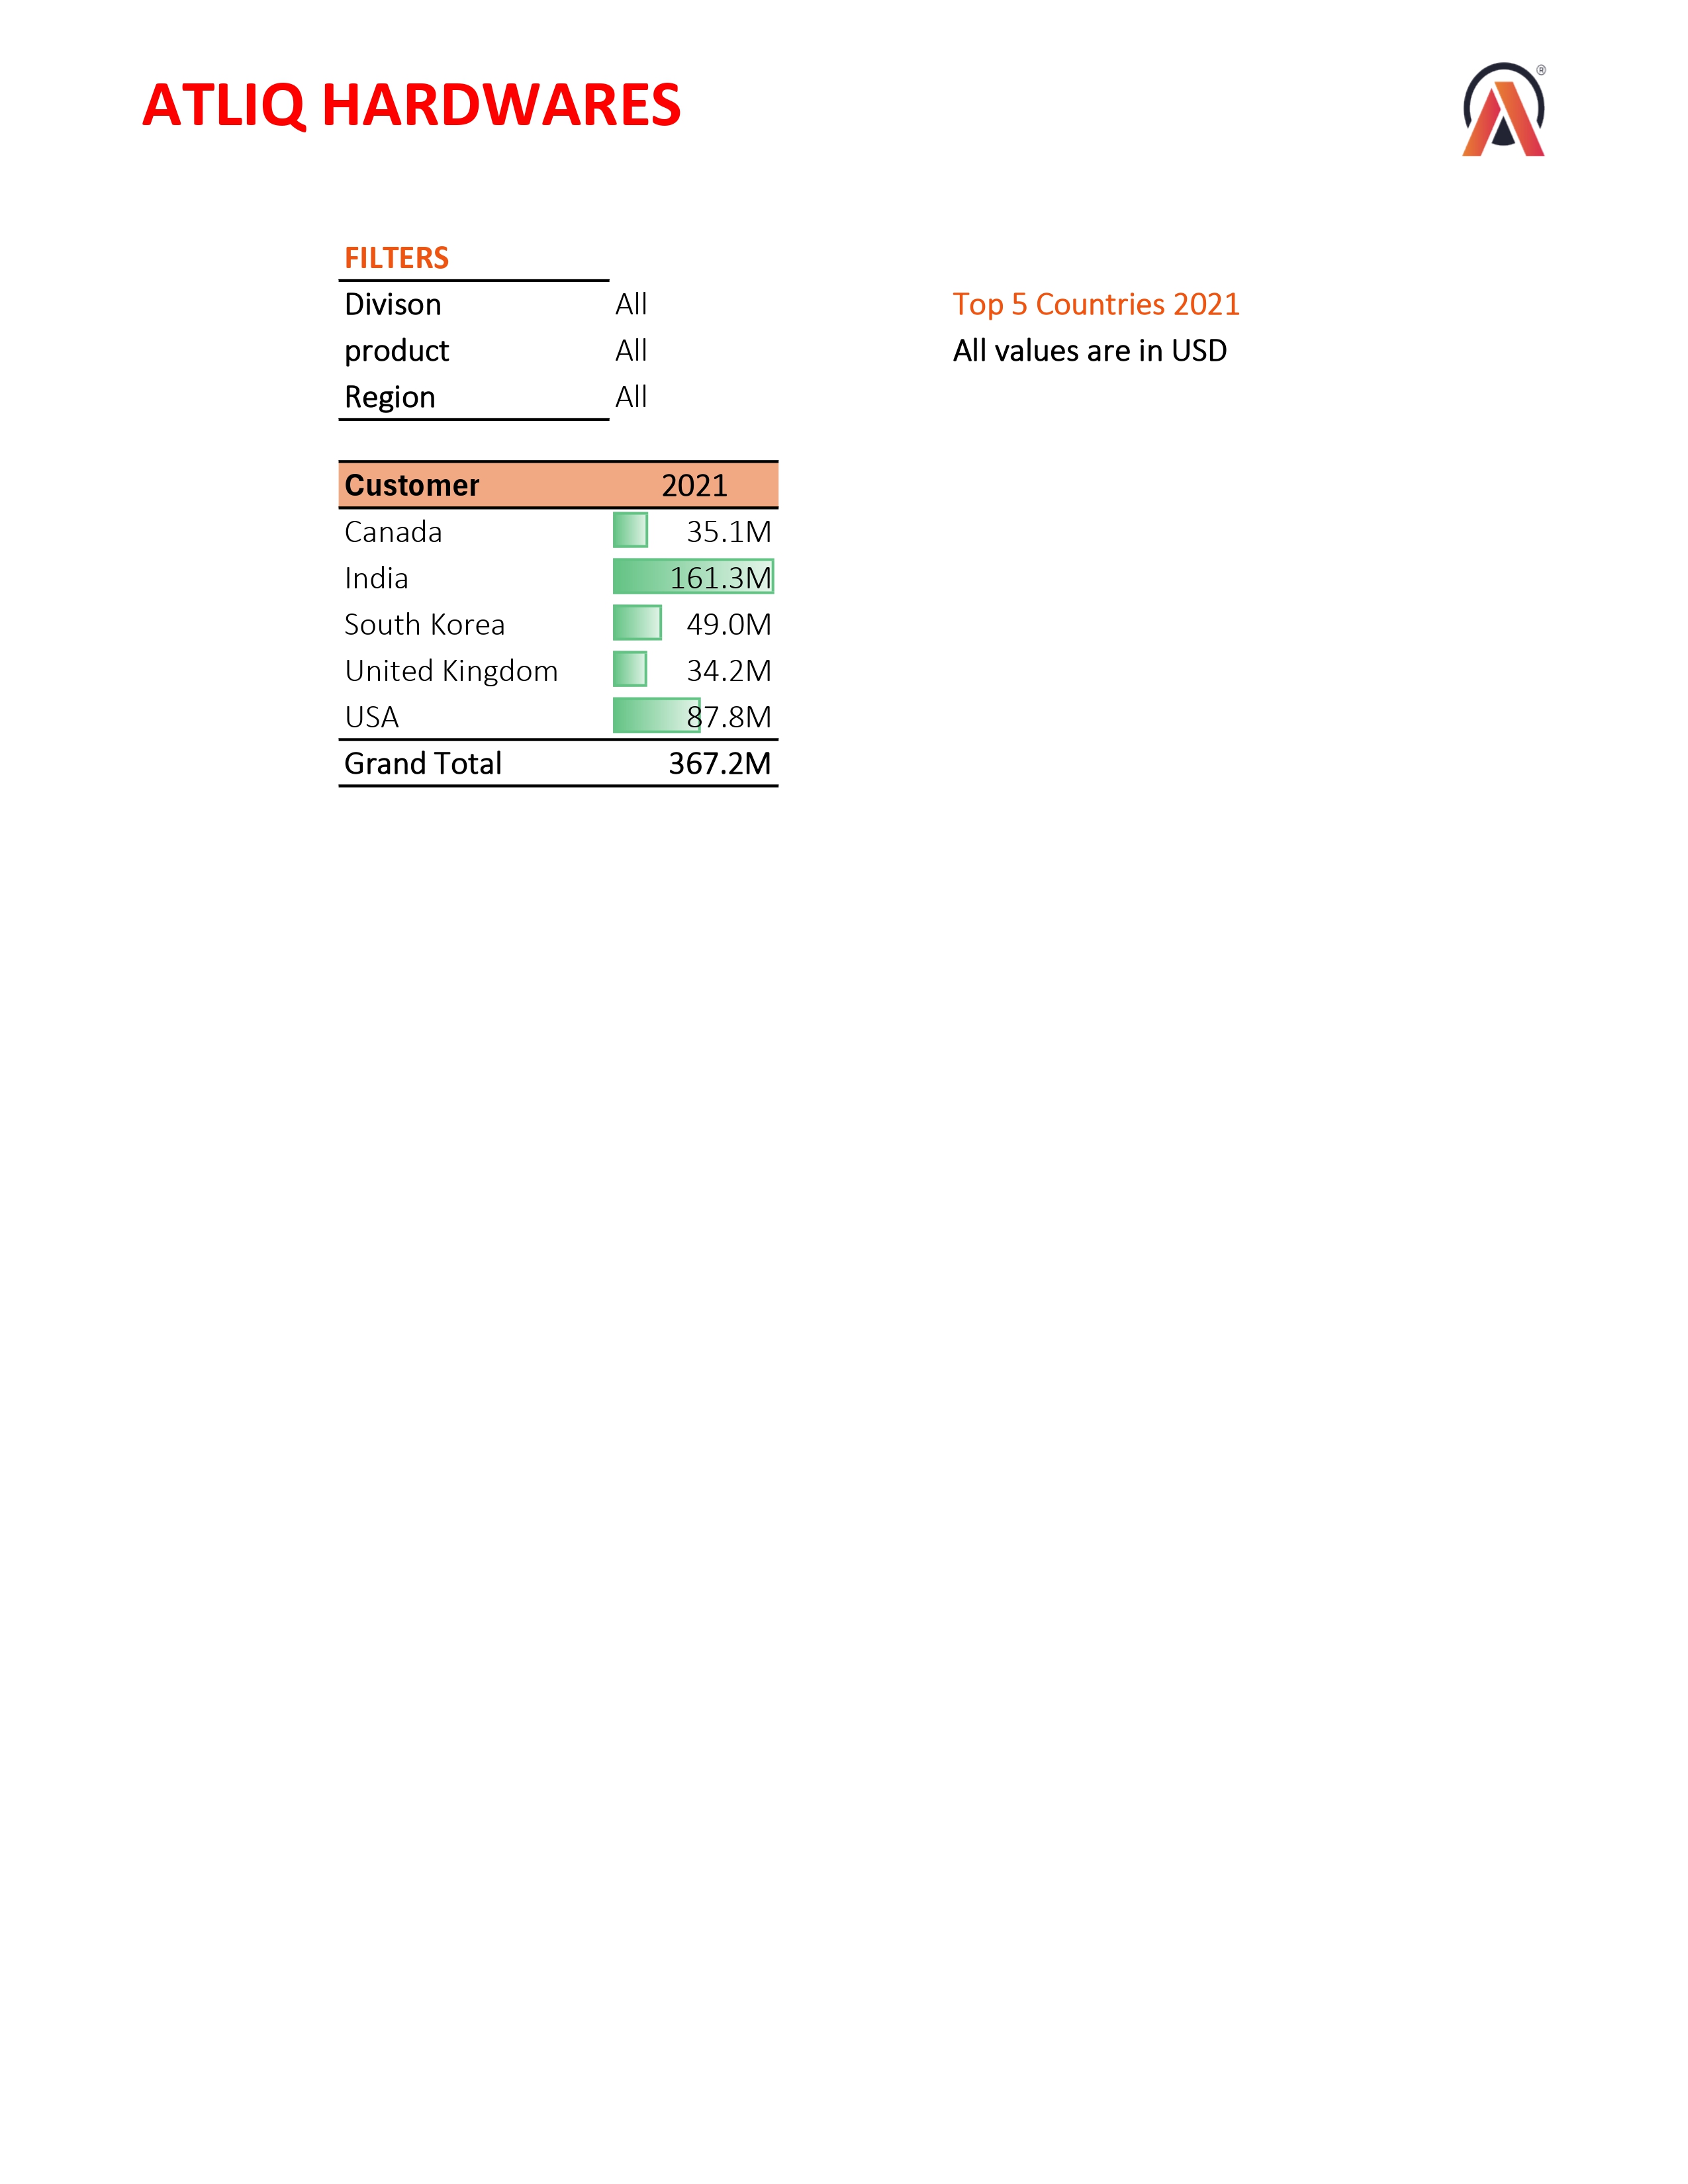 ATLIQ HARDWARES
®
FILTERS
Divison All Top 5 Countries 2021
product All All values are in USD
Region All
Customer 2021
Canada 35.1M
India 161.3M
South Korea 49.0M
United Kingdom 34.2M
USA 87.8M
Grand Total 367.2M